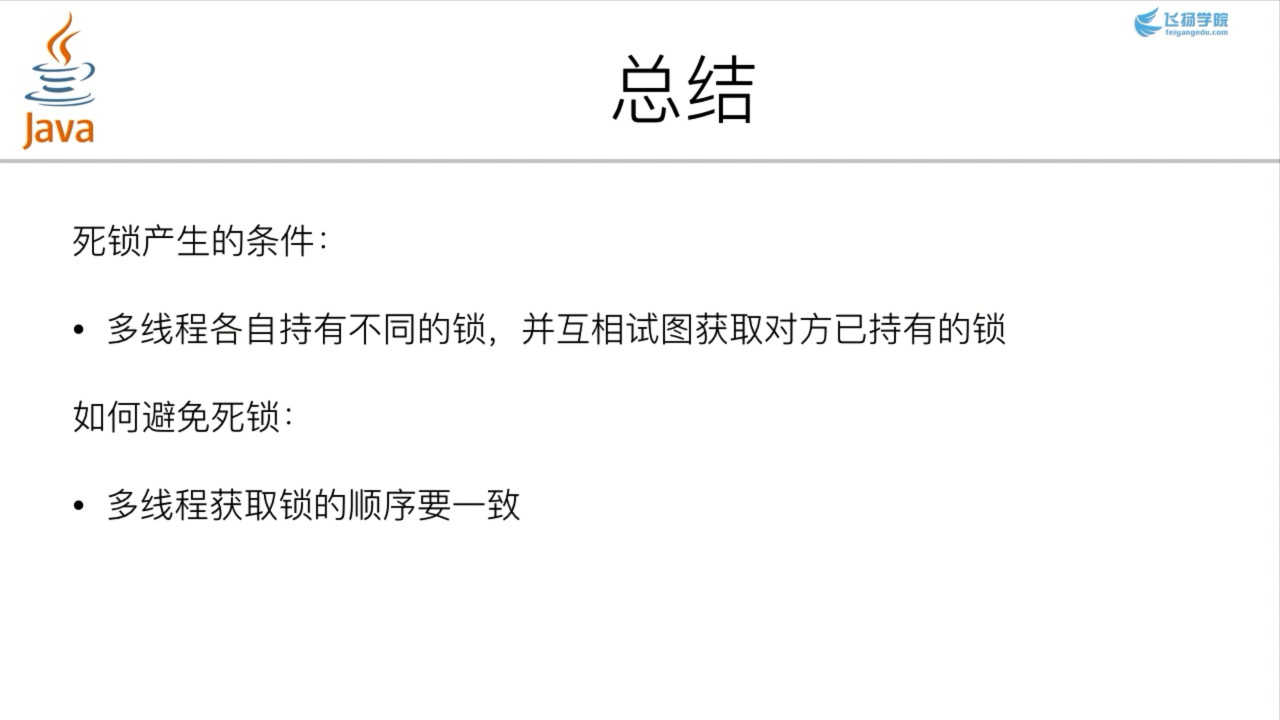 Java
飞扬学院
feiyangedu.com
总结
死锁产生的条件：
• 多线程各自持有不同的锁，并互相试图获取对方已持有的锁
如何避免死锁：
• 多线程获取锁的顺序要一致